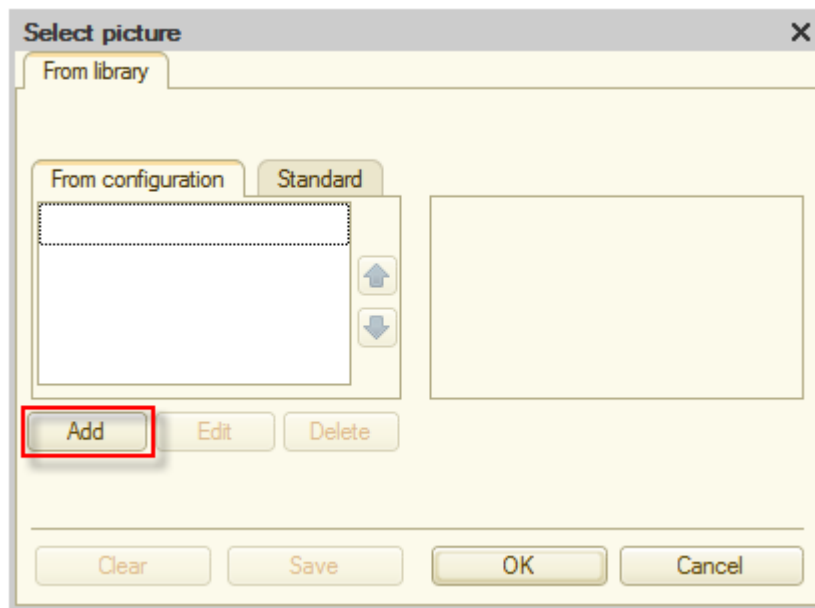 Select picture
From library
From configuration Standard
Add Edit Delete
Clear Save OK Cancel